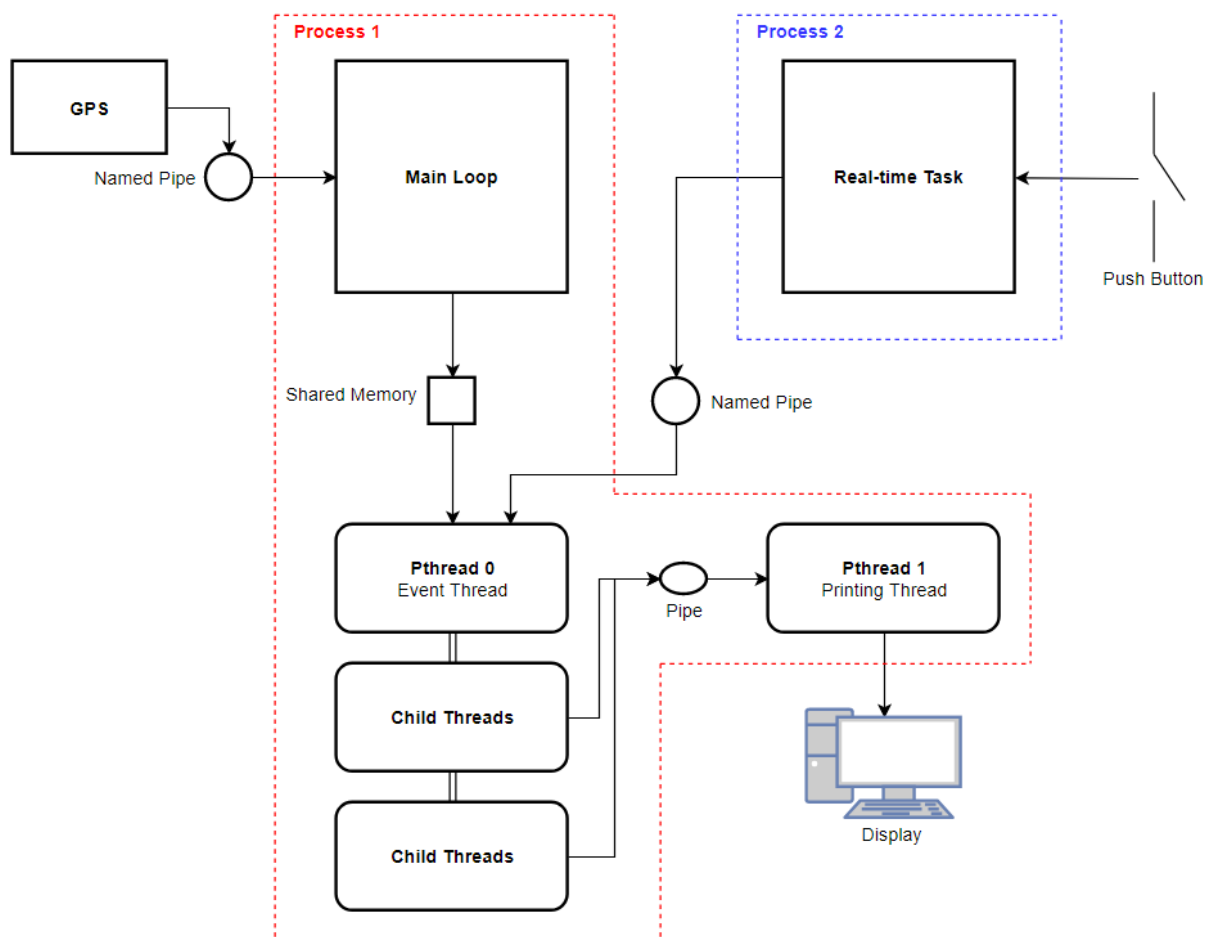 Process 1
Process 2
GPS
Named Pipe
Main Loop
Real-time Task
Push Button
Shared Memory
Named Pipe
Pthread 0
Event Thread
Pipe
Pthread 1
Printing Thread
Child Threads
Display
Child Threads